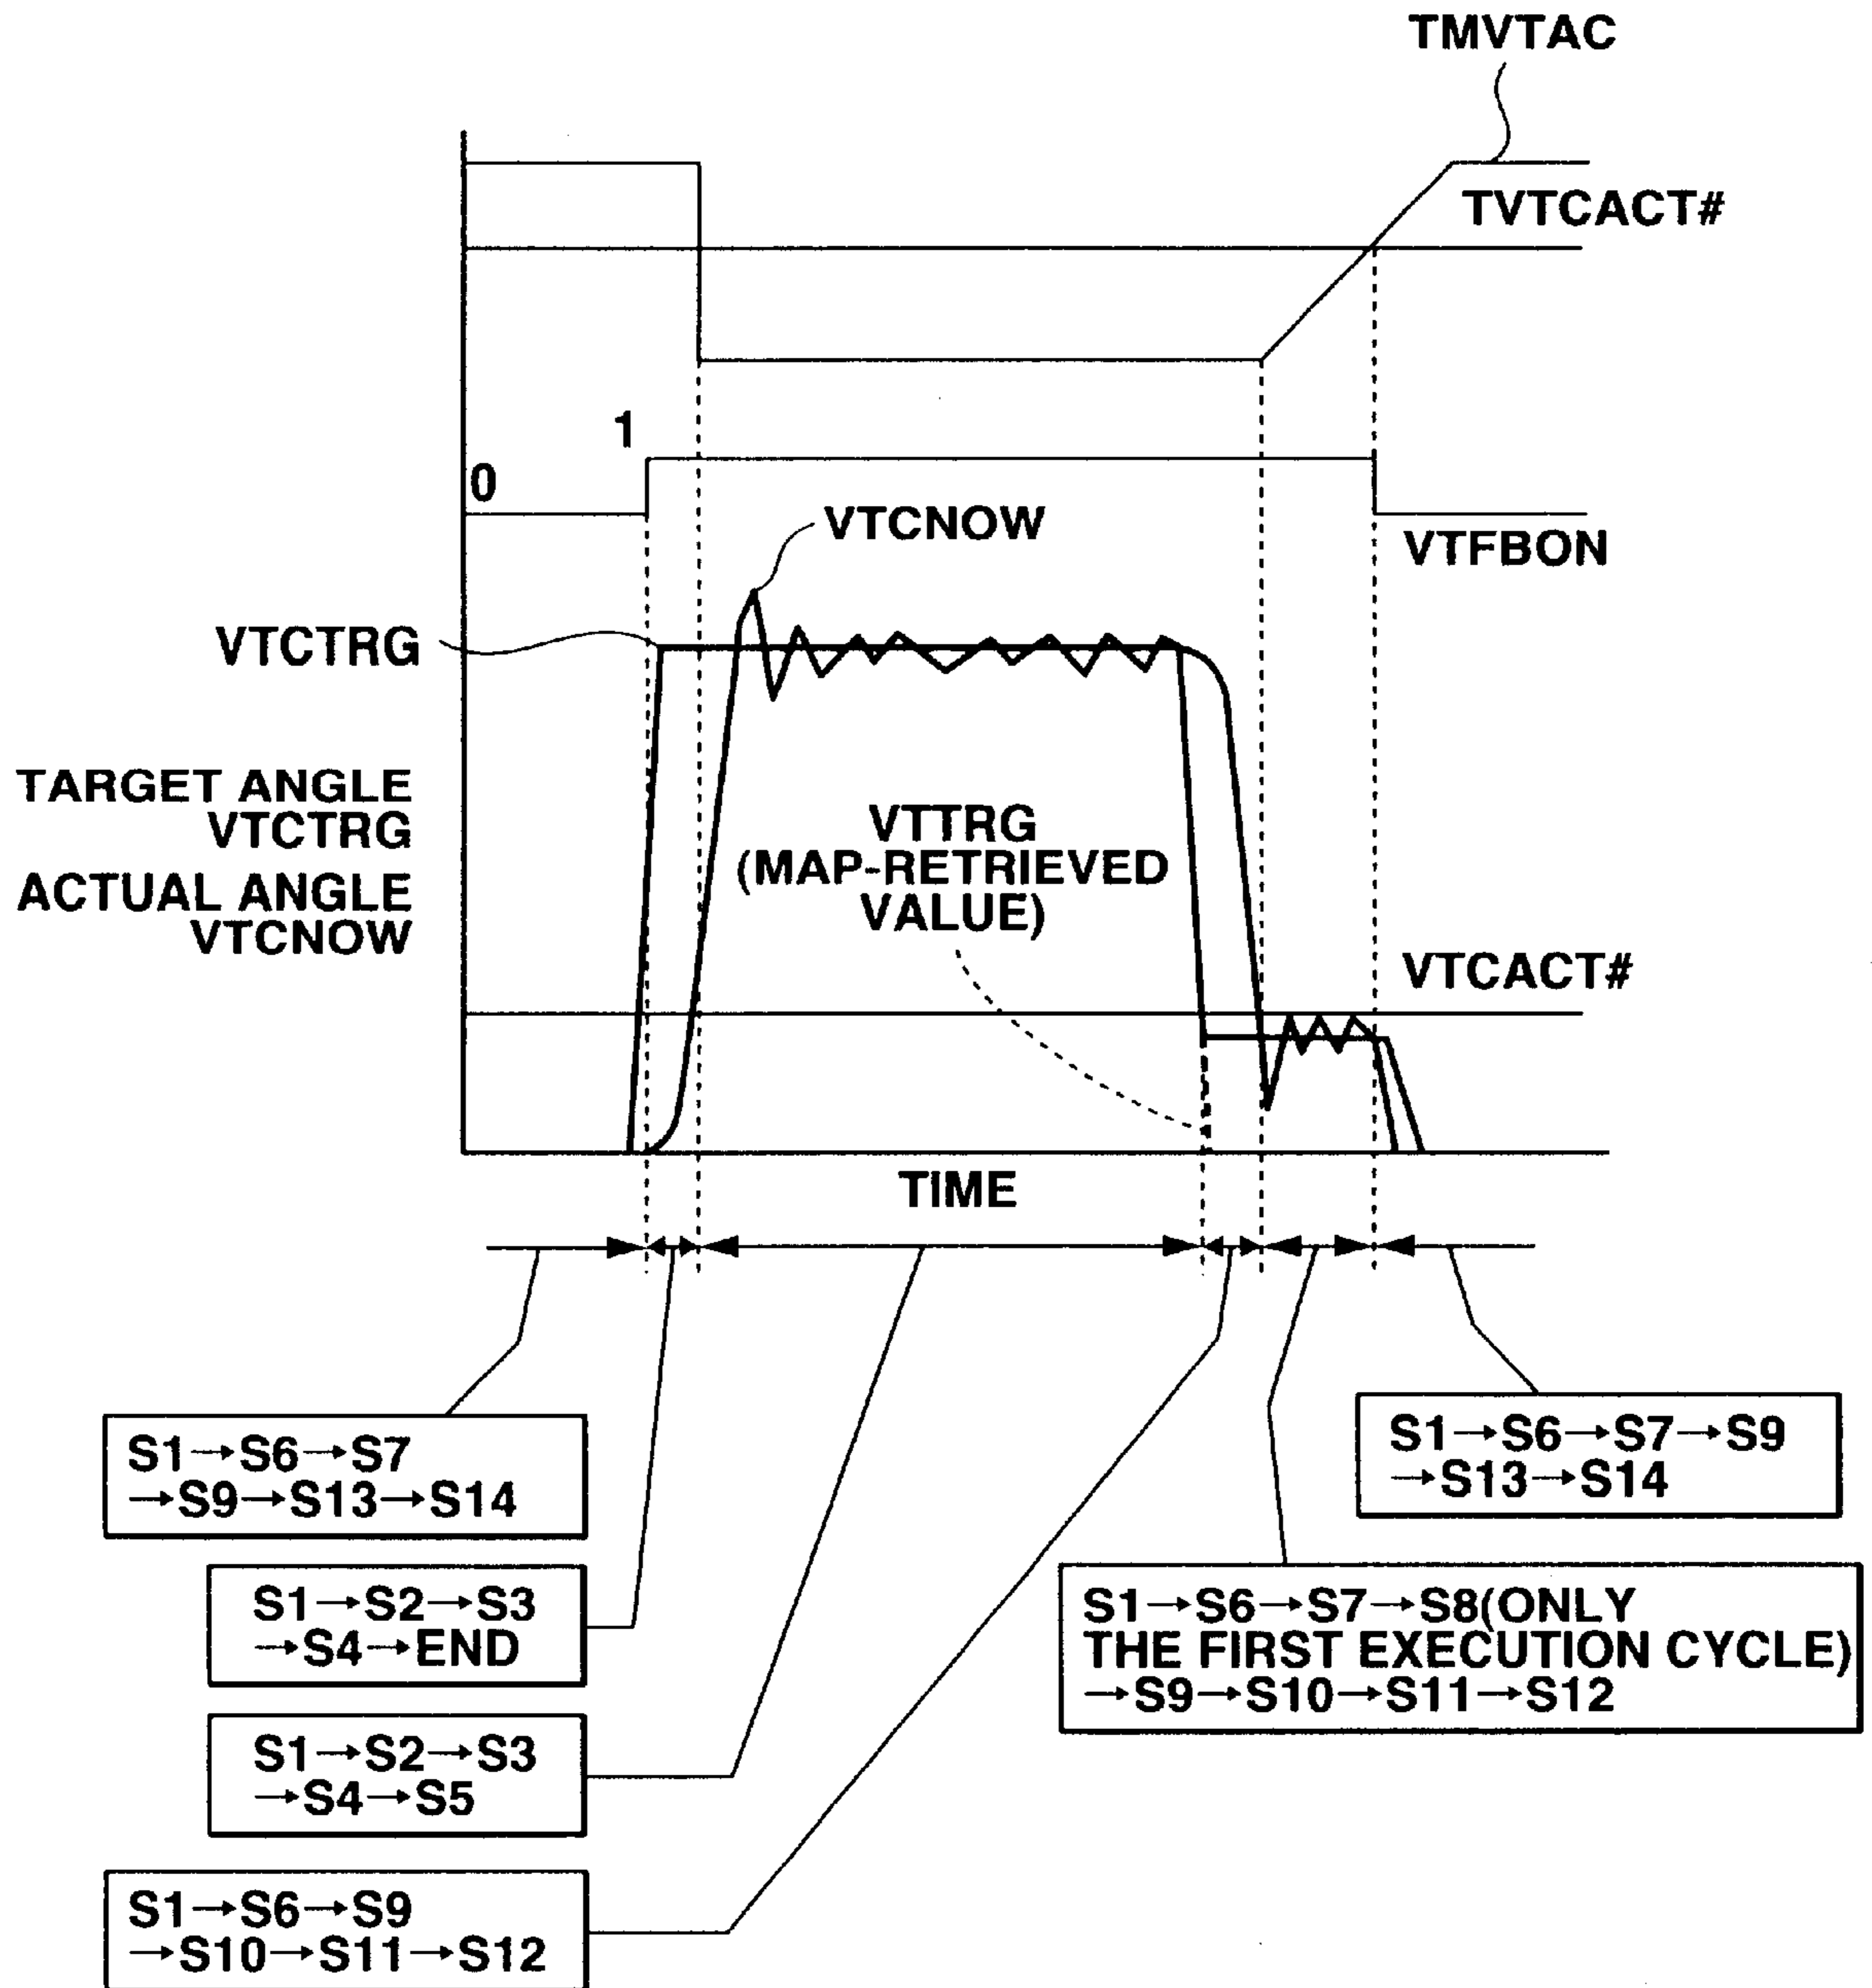 TMVTAC
TVTCACT#
1
0
VTCNOW
VTFBON
VTCTRG
TARGET ANGLE
VTCTRG
ACTUAL ANGLE
VTCNOW
VTTRG
(MAP-RETRIEVED
VALUE)
VTCACT#
TIME
S1→S6→S7
→S9→S13→S14
S1→S6→S7→S9
→S13→S14
S1→S2→S3
→S4→END
S1→S6→S7→S8(ONLY
THE FIRST EXECUTION CYCLE)
→S9→S10→S11→S12
S1→S2→S3
→S4→S5
S1→S6→S9
→S10→S11→S12